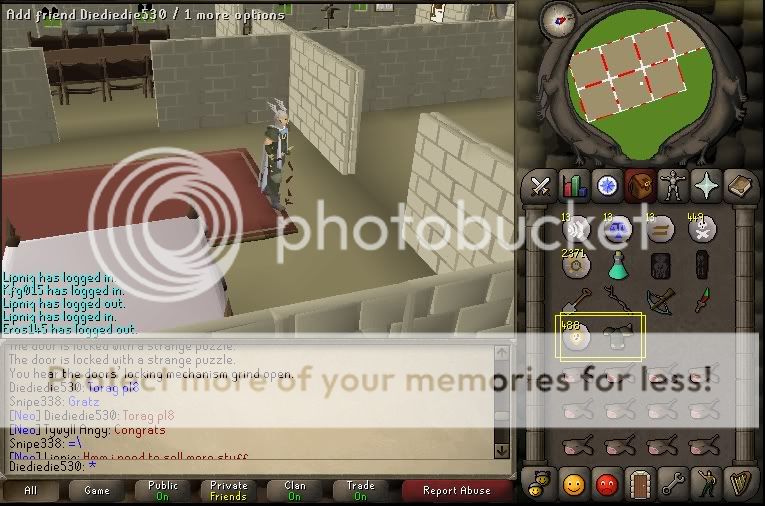 Add friend Diediedie530 / 1 more options
13 13 13 449
2371
Lipniq has logged in.
Kfg015 has logged in.
Lipniq has logged out.
Lipniq has logged in.
Eros145 has logged out.
488
photobucket
The door is locked with a strange puzzle.
The door is locked with a strange puzzle.
You hear the doors' locking mechanism grind open.
Diediedie530: Torag pl8
Snipe338: Gratz
[Neo] Diediedie530: Torag pl8
[Neo] Tywyll Angy: Congrats
Snipe338: =\
[Neo] Lipniq: Hmm i need to sell more stuff
Diediedie530: *
Protect more of your memories for less!
All
Game
Public
On
Private
Friends
Clan
On
Trade
On
Report Abuse